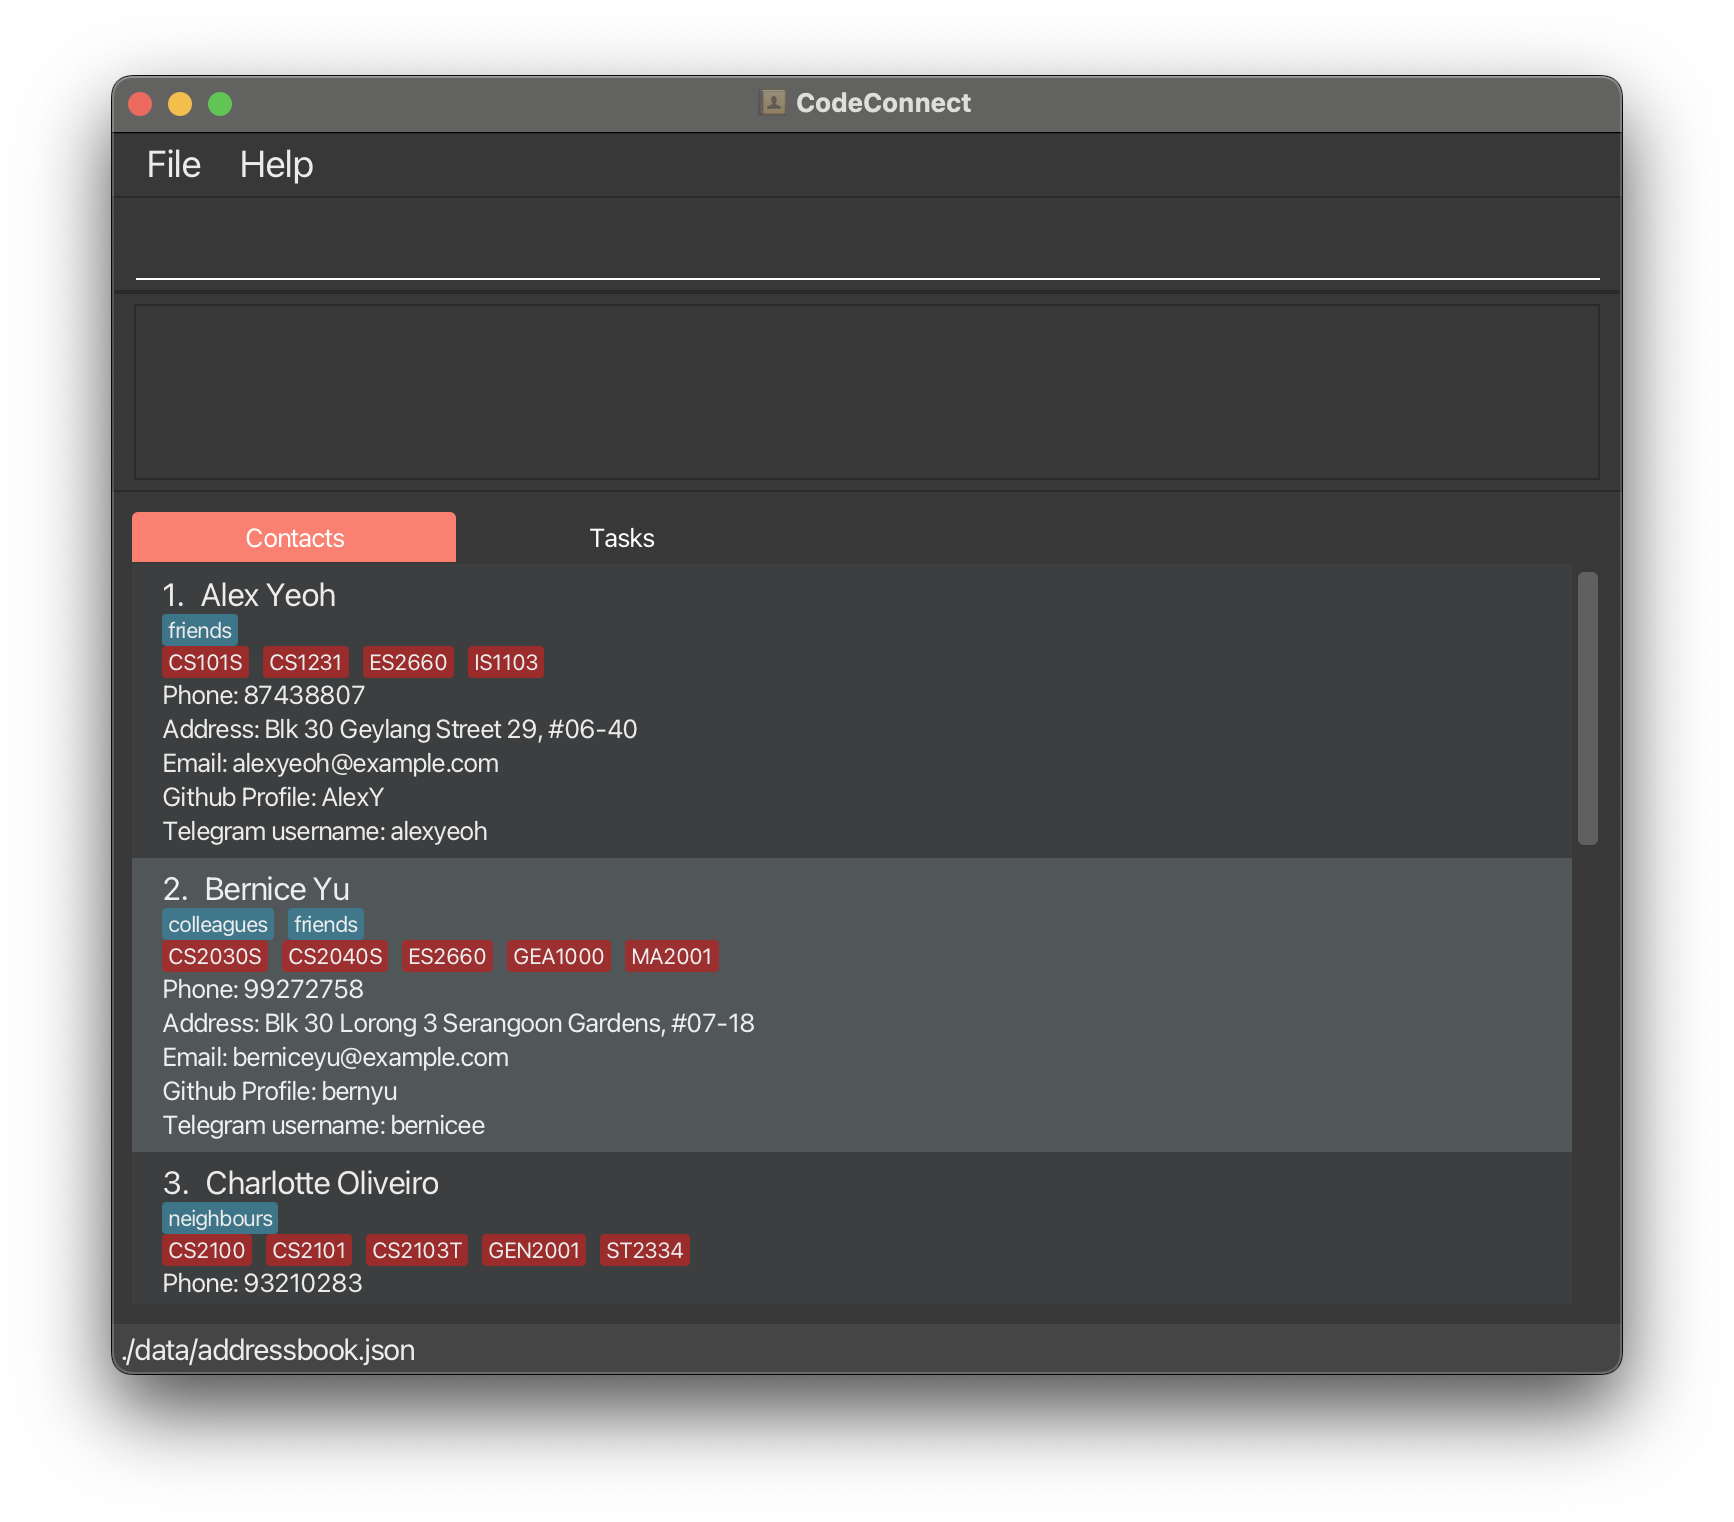 CodeConnect
File Help
Contacts Tasks
1. Alex Yeoh
friends
CS101S CS1231 ES2660 IS1103
Phone: 87438807
Address: Blk 30 Geylang Street 29, #06-40
Email: alexyeoh@example.com
Github Profile: AlexY
Telegram username: alexyeoh
2. Bernice Yu
colleagues friends
CS2030S CS2040S ES2660 GEA1000 MA2001
Phone: 99272758
Address: Blk 30 Lorong 3 Serangoon Gardens, #07-18
Email: berniceyu@example.com
Github Profile: bernyu
Telegram username: bernicee
3. Charlotte Oliveiro
neighbours
CS2100 CS2101 CS2103T GEN2001 ST2334
Phone: 93210283
./data/addressbook.json